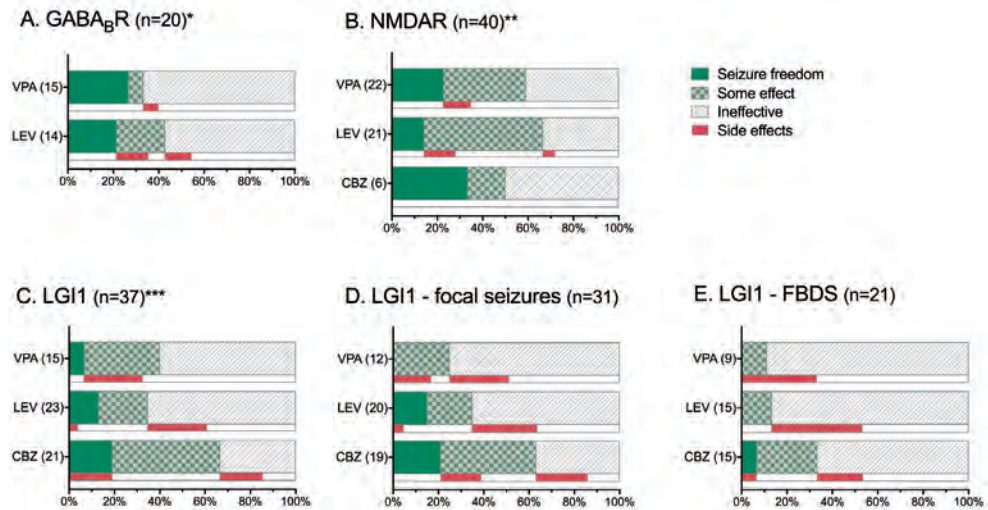 A. GABA_BR (n=20)*
VPA (15)
LEV (14)
0% 20% 40% 60% 80% 100%
B. NMDAR (n=40)**
VPA (22)
LEV (21)
CBZ (6)
0% 20% 40% 60% 80% 100%
Seizure freedom
Some effect
Ineffective
Side effects
C. LGI1 (n=37)***
VPA (15)
LEV (23)
CBZ (21)
0% 20% 40% 60% 80% 100%
D. LGI1 - focal seizures (n=31)
VPA (12)
LEV (20)
CBZ (19)
0% 20% 40% 60% 80% 100%
E. LGI1 - FBDS (n=21)
VPA (9)
LEV (15)
CBZ (15)
0% 20% 40% 60% 80% 100%